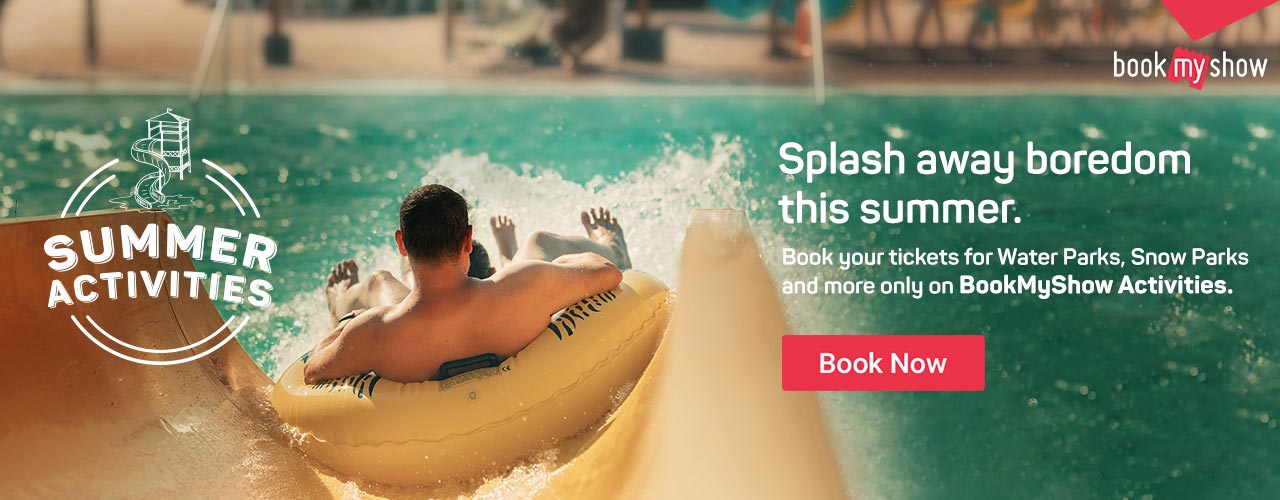 book my show
SUMMER
ACTIVITIES
Splash away boredom
this summer.
Book your tickets for Water Parks, Snow Parks
and more only on BookMyShow Activities.
Book Now